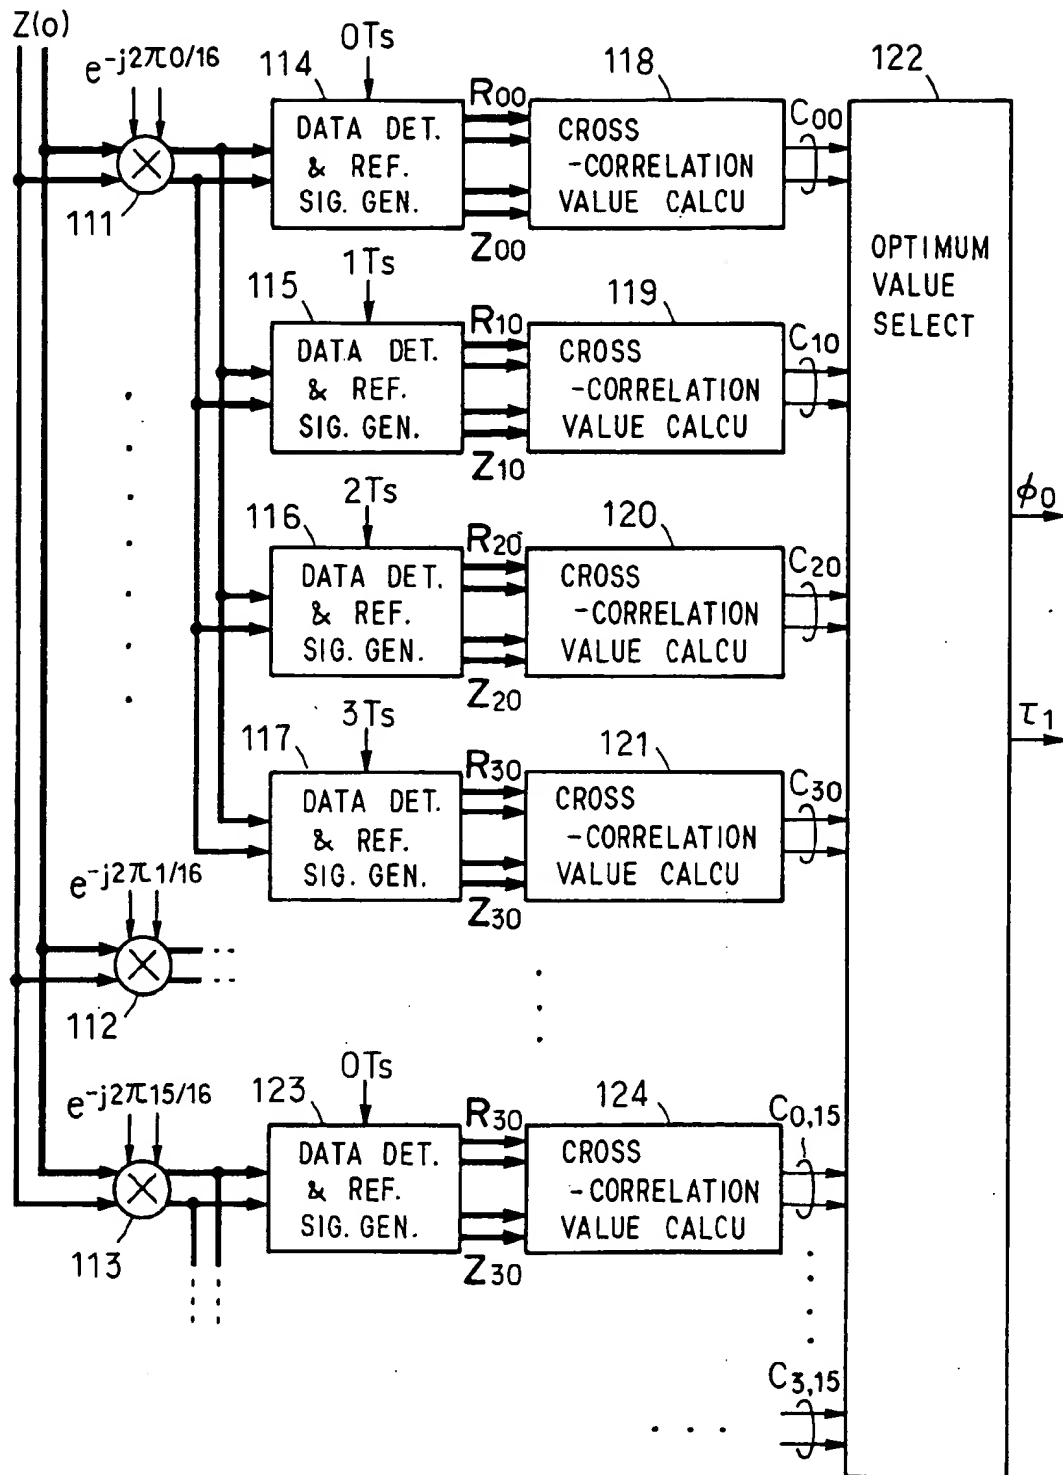 Z(0)
e-j2π0/16
111
0Ts
114
DATA DET.
& REF.
SIG. GEN.
R00
Z00
118
CROSS
-CORRELATION
VALUE CALCU
C00
122
OPTIMUM
VALUE
SELECT
1Ts
115
DATA DET.
& REF.
SIG. GEN.
R10
Z10
119
CROSS
-CORRELATION
VALUE CALCU
C10
2Ts
116
DATA DET.
& REF.
SIG. GEN.
R20
Z20
120
CROSS
-CORRELATION
VALUE CALCU
C20
ϕ0
3Ts
117
DATA DET.
& REF.
SIG. GEN.
R30
Z30
121
CROSS
-CORRELATION
VALUE CALCU
C30
τ1
e-j2π1/16
112
e-j2π15/16
113
0Ts
123
DATA DET.
& REF.
SIG. GEN.
R30
Z30
124
CROSS
-CORRELATION
VALUE CALCU
C0,15
C3,15